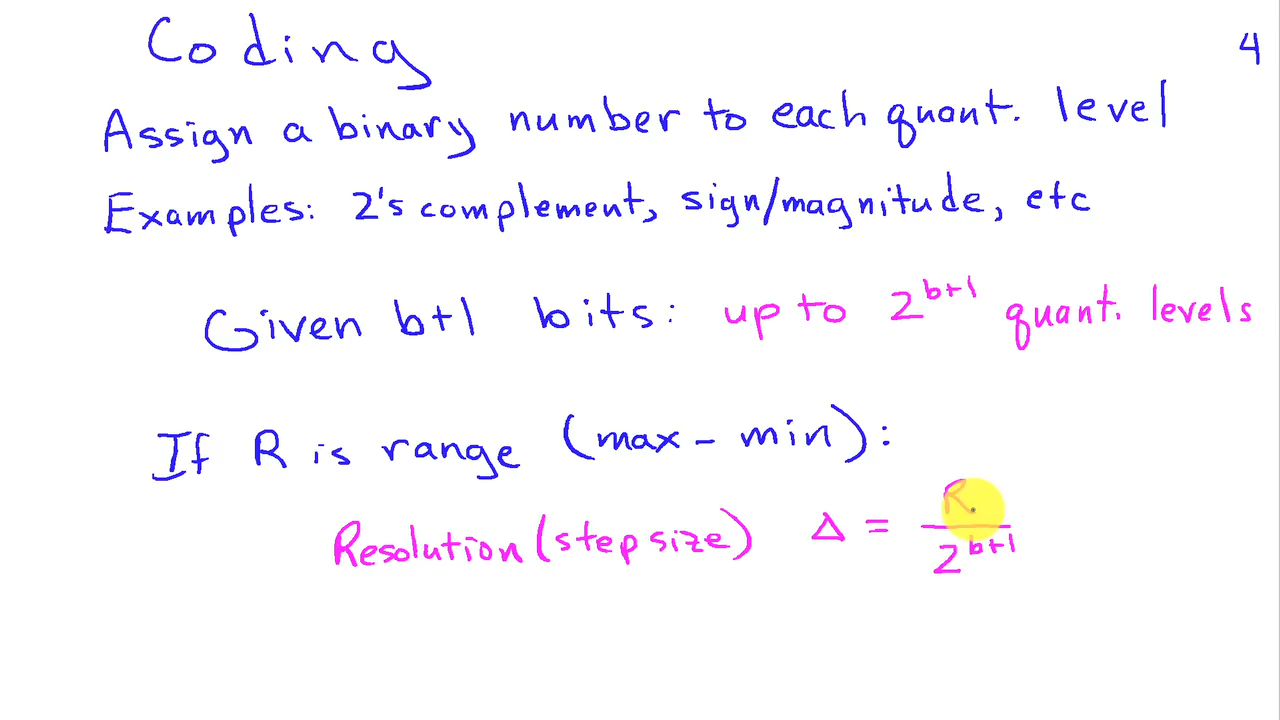 Coding
4
Assign a binary number to each quant. level
Examples: 2's complement, sign/magnitude, etc
Given b+1 bits: up to 2^{b+1} quant. levels
If R is range (max - min):
Resolution (step size) Δ = R / 2^{b+1}